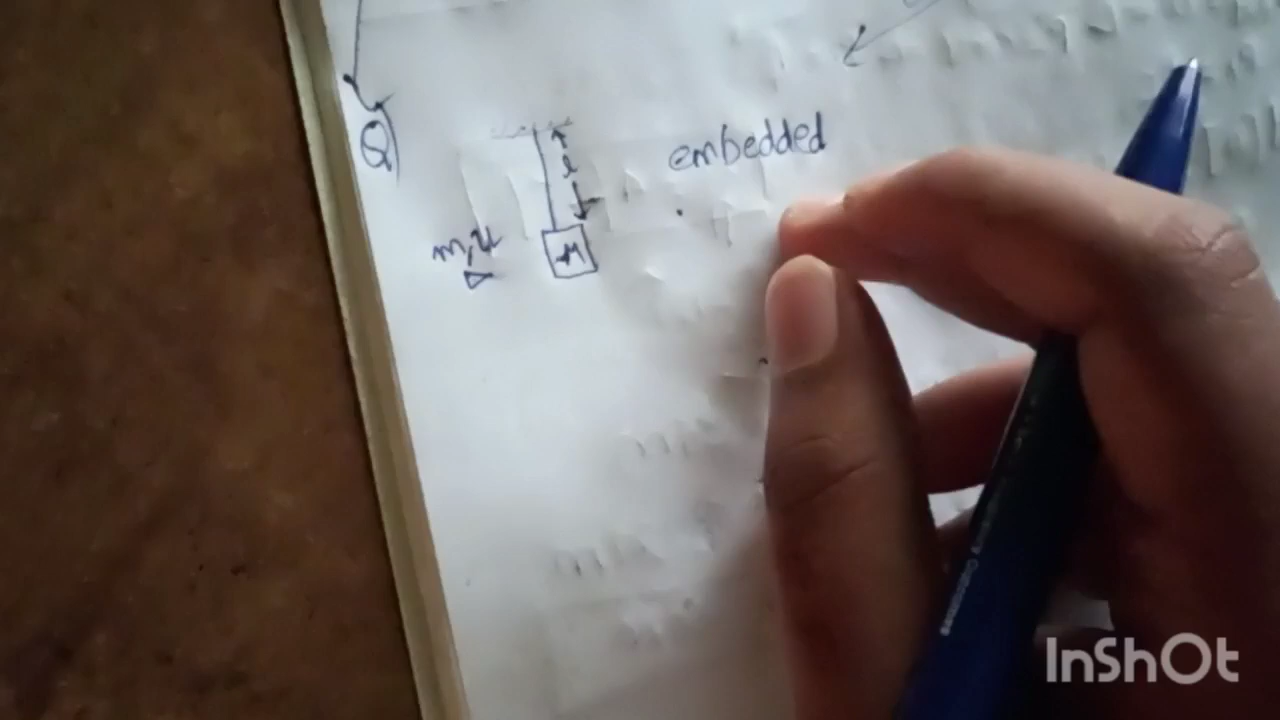 Q)
embedded
l
m, u
M
InShOt